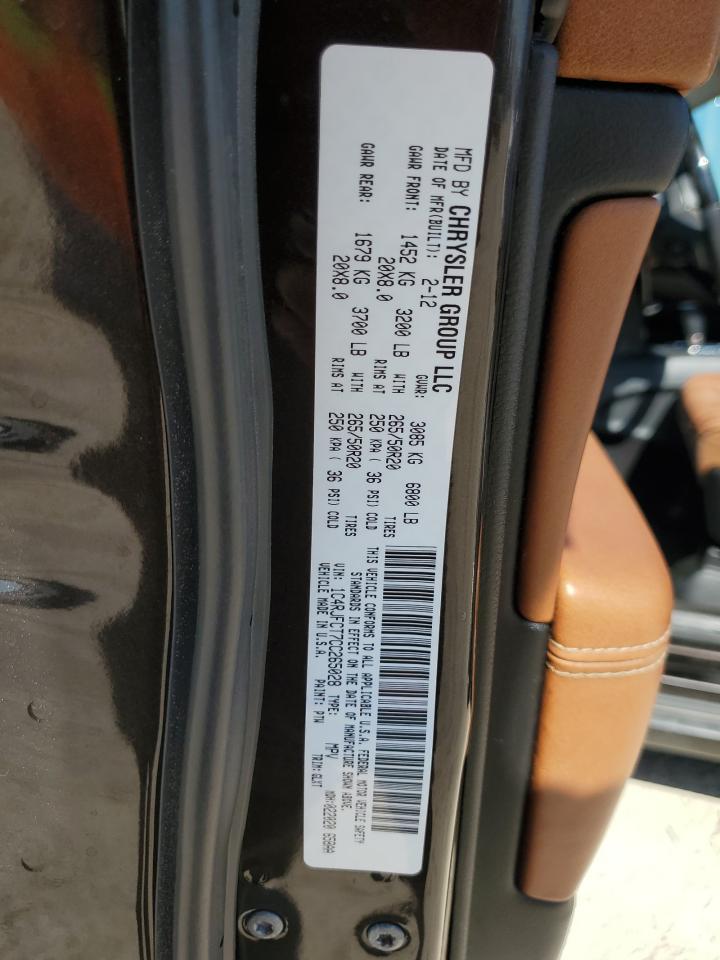 MFD BY CHRYSLER GROUP LLC
DATE OF MFR(BUILT): 2-12 GVWR: 3085 KG 6800 LB
GAWR FRONT: 1452 KG 3200 LB WITH 265/50R20 TIRES
20X8.0 RIMS AT 250 KPA ( 36 PSI) COLD
GAWR REAR: 1679 KG 3700 LB WITH 265/50R20 TIRES
20X8.0 RIMS AT 250 KPA ( 36 PSI) COLD
THIS VEHICLE CONFORMS TO ALL APPLICABLE U.S.A. FEDERAL MOTOR VEHICLE SAFETY
STANDARDS IN EFFECT ON THE DATE OF MANUFACTURE SHOWN ABOVE.
VIN: 1C4RJFCT7CC265028 TYPE: MPV MDH:022020 658AA
VEHICLE MADE IN U.S.A. PAINT: PTW TRIM: GLXT